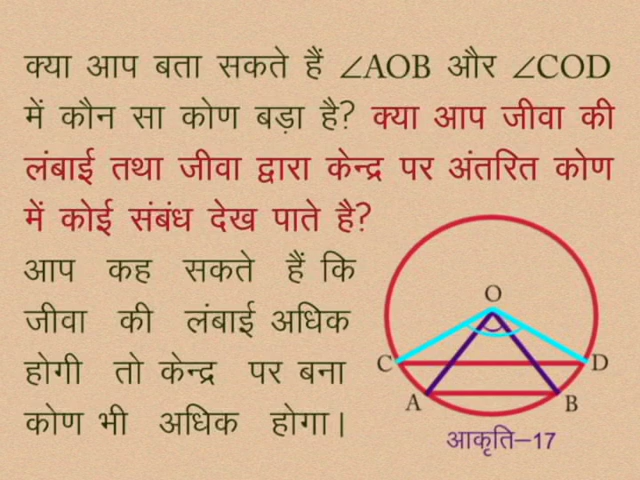 क्या आप बता सकते हैं ∠AOB और ∠COD
में कौन सा कोण बड़ा है? क्या आप जीवा की
लंबाई तथा जीवा द्वारा केन्द्र पर अंतरित कोण
में कोई संबंध देख पाते है?
आप कह सकते हैं कि
जीवा की लंबाई अधिक
होगी तो केन्द्र पर बना
कोण भी अधिक होगा।
O
C D
A B
आकृति–17